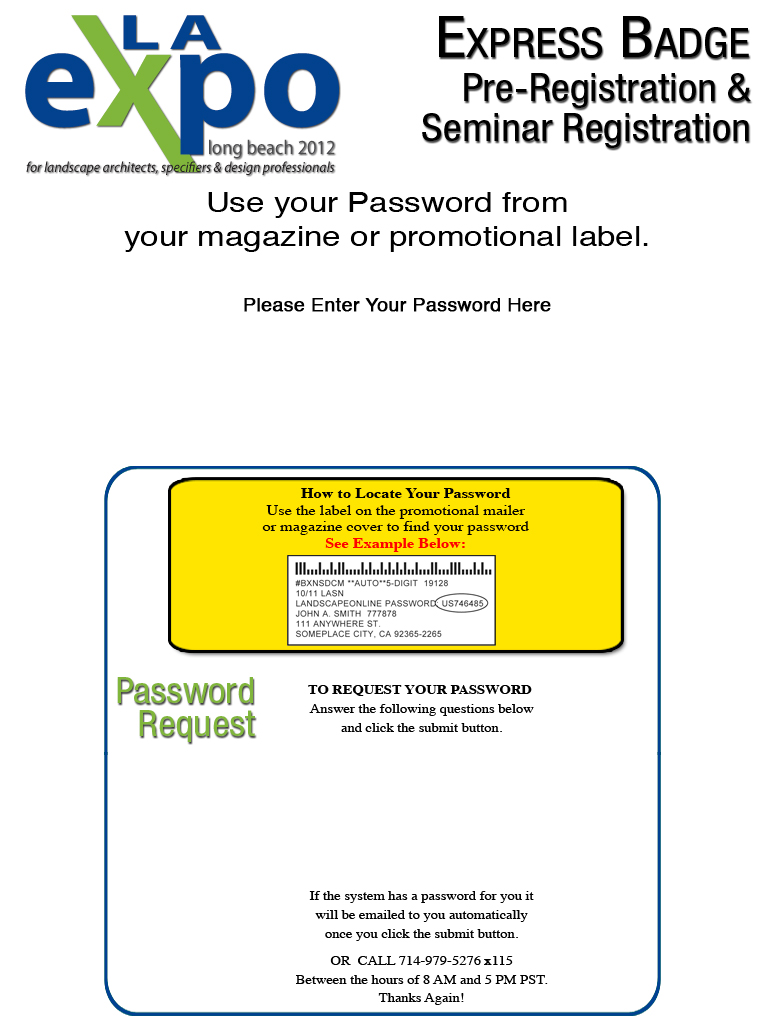 LA
expo
long beach 2012
for landscape architects, specifiers & design professionals
EXPRESS BADGE
Pre-Registration &
Seminar Registration
Use your Password from
your magazine or promotional label.
Please Enter Your Password Here
How to Locate Your Password
Use the label on the promotional mailer
or magazine cover to find your password
See Example Below:
#BXNSDCM **AUTO**5-DIGIT 19128
10/11 LASN
LANDSCAPEONLINE PASSWORD: US746485
JOHN A. SMITH 777878
111 ANYWHERE ST.
SOMEPLACE CITY, CA 92365-2265
Password
Request
TO REQUEST YOUR PASSWORD
Answer the following questions below
and click the submit button.
If the system has a password for you it
will be emailed to you automatically
once you click the submit button.
OR CALL 714-979-5276 x115
Between the hours of 8 AM and 5 PM PST.
Thanks Again!